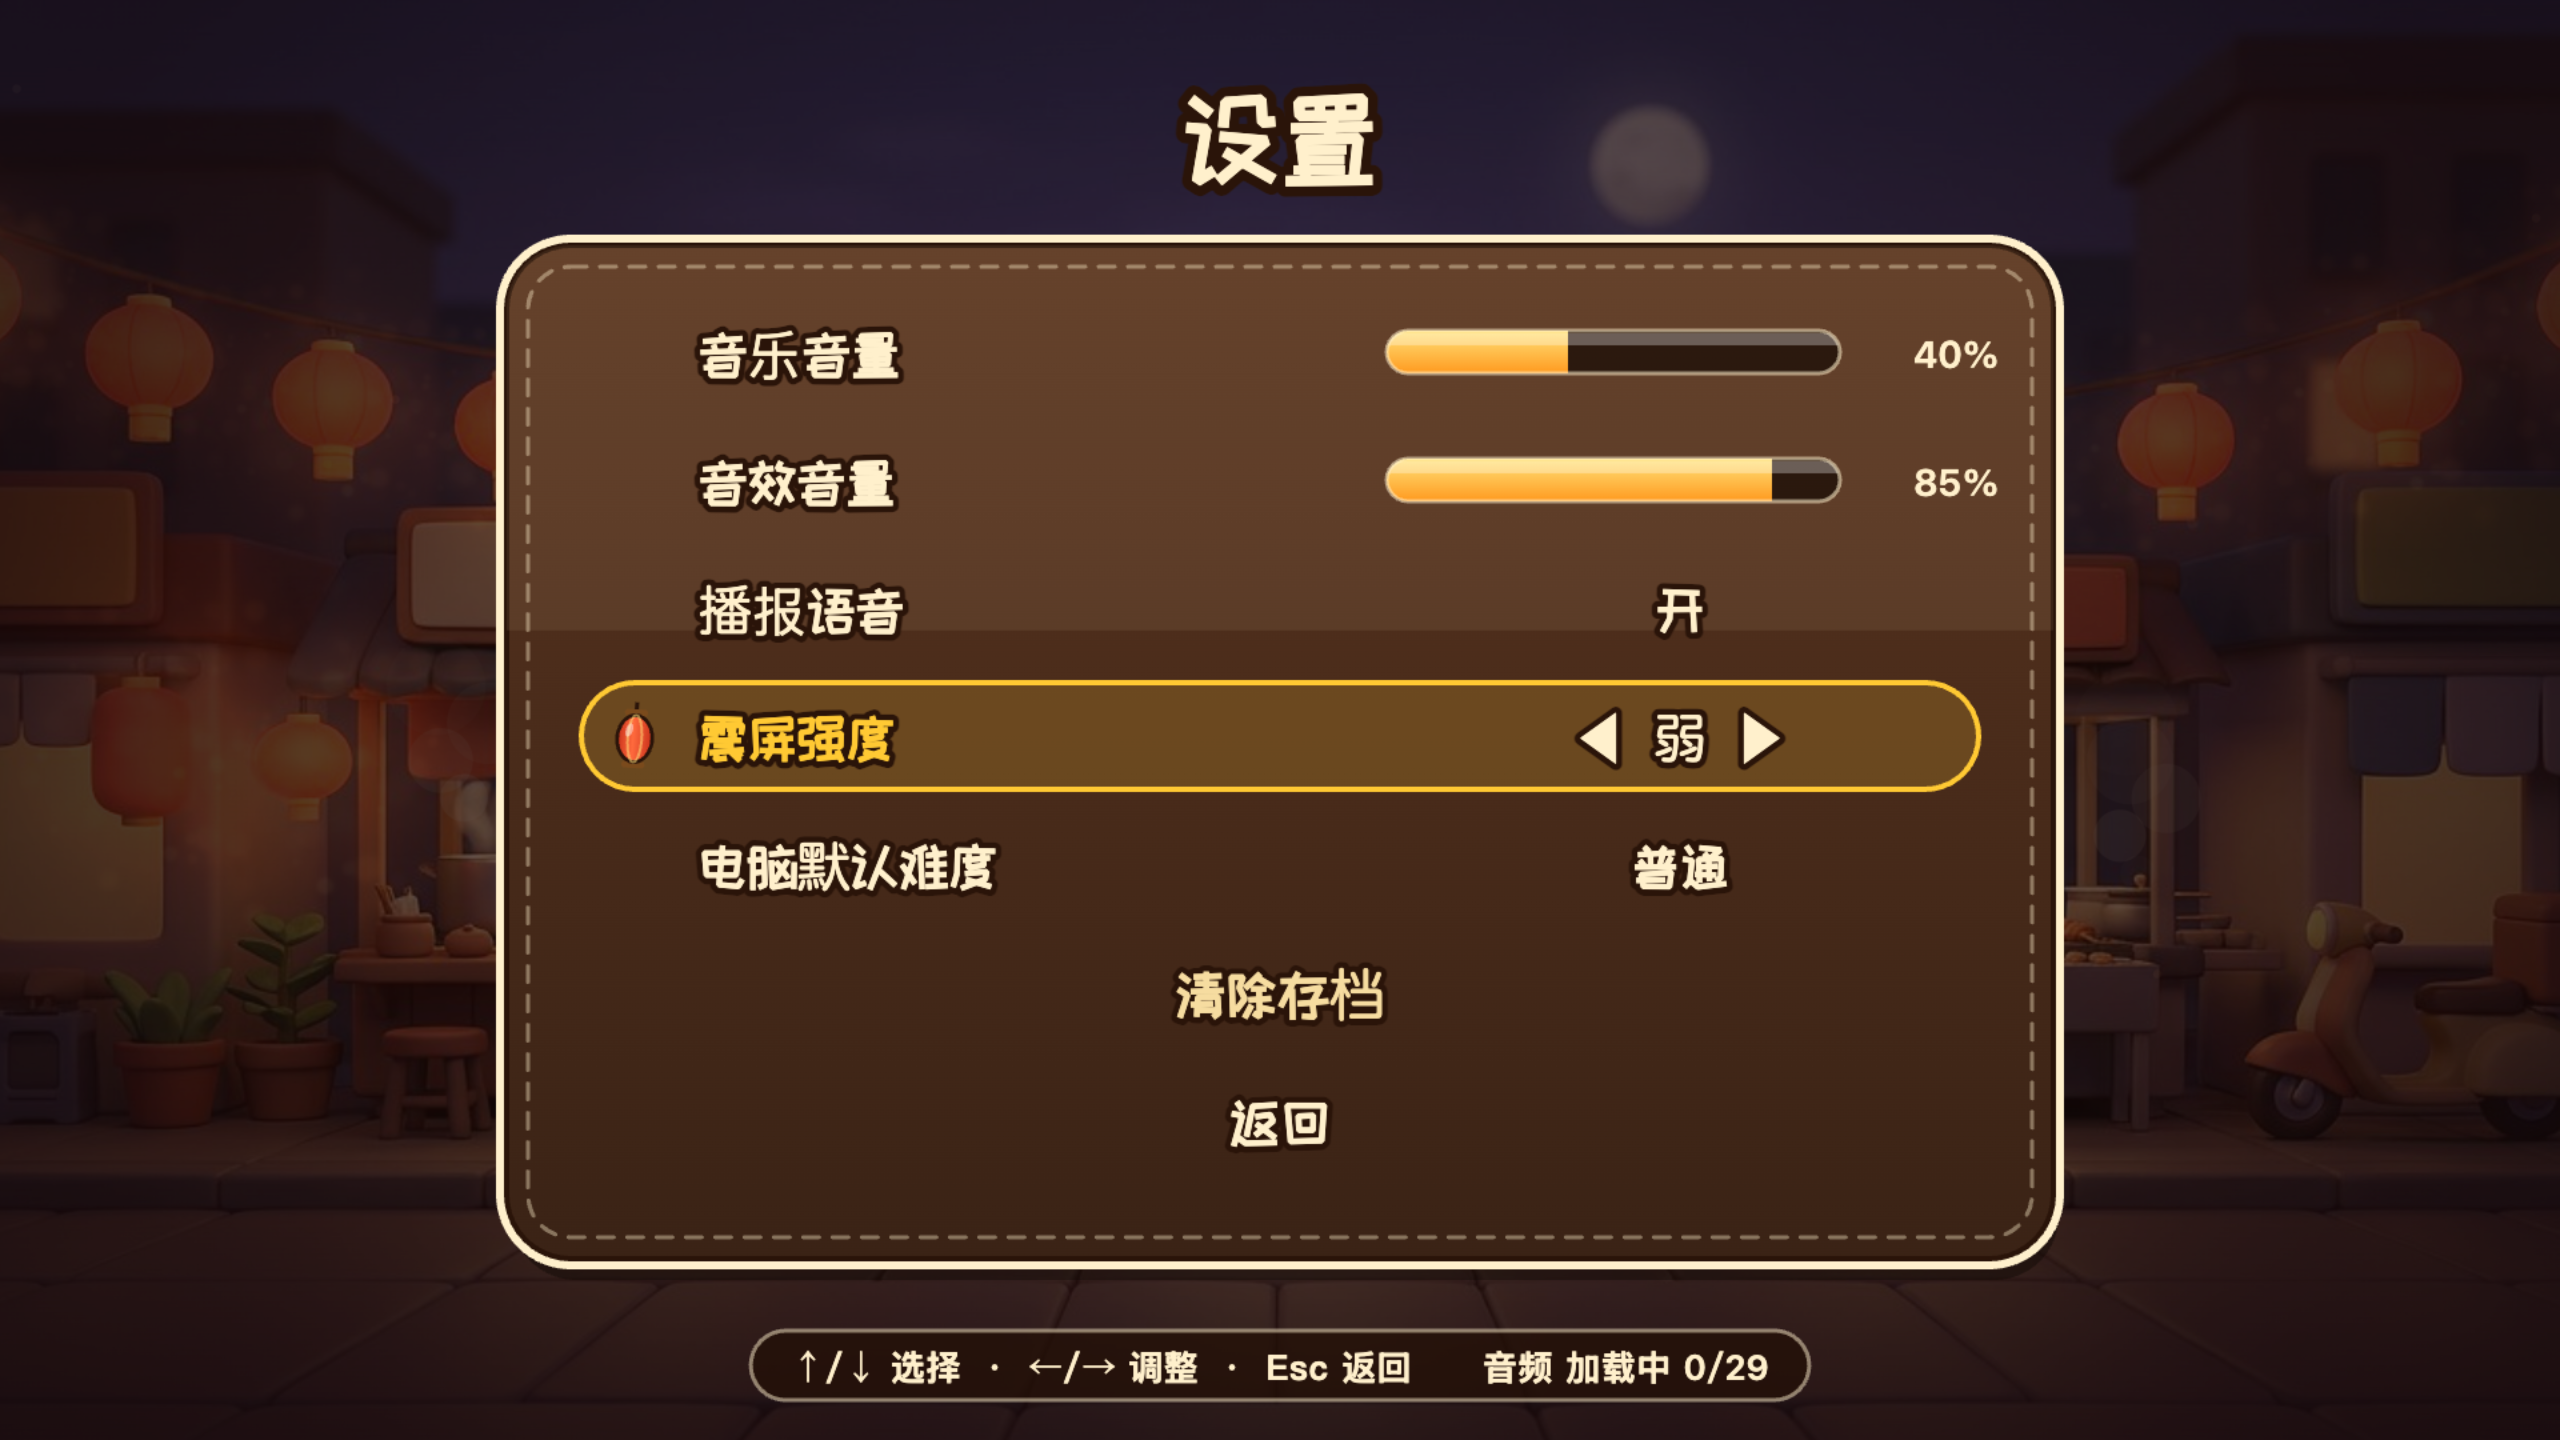 设置
音乐音量 40%
音效音量 85%
播报语音 开
震屏强度 弱
电脑默认难度 普通
清除存档
返回
↑/↓ 选择 · ←/→ 调整 · Esc 返回 音频 加载中 0/29